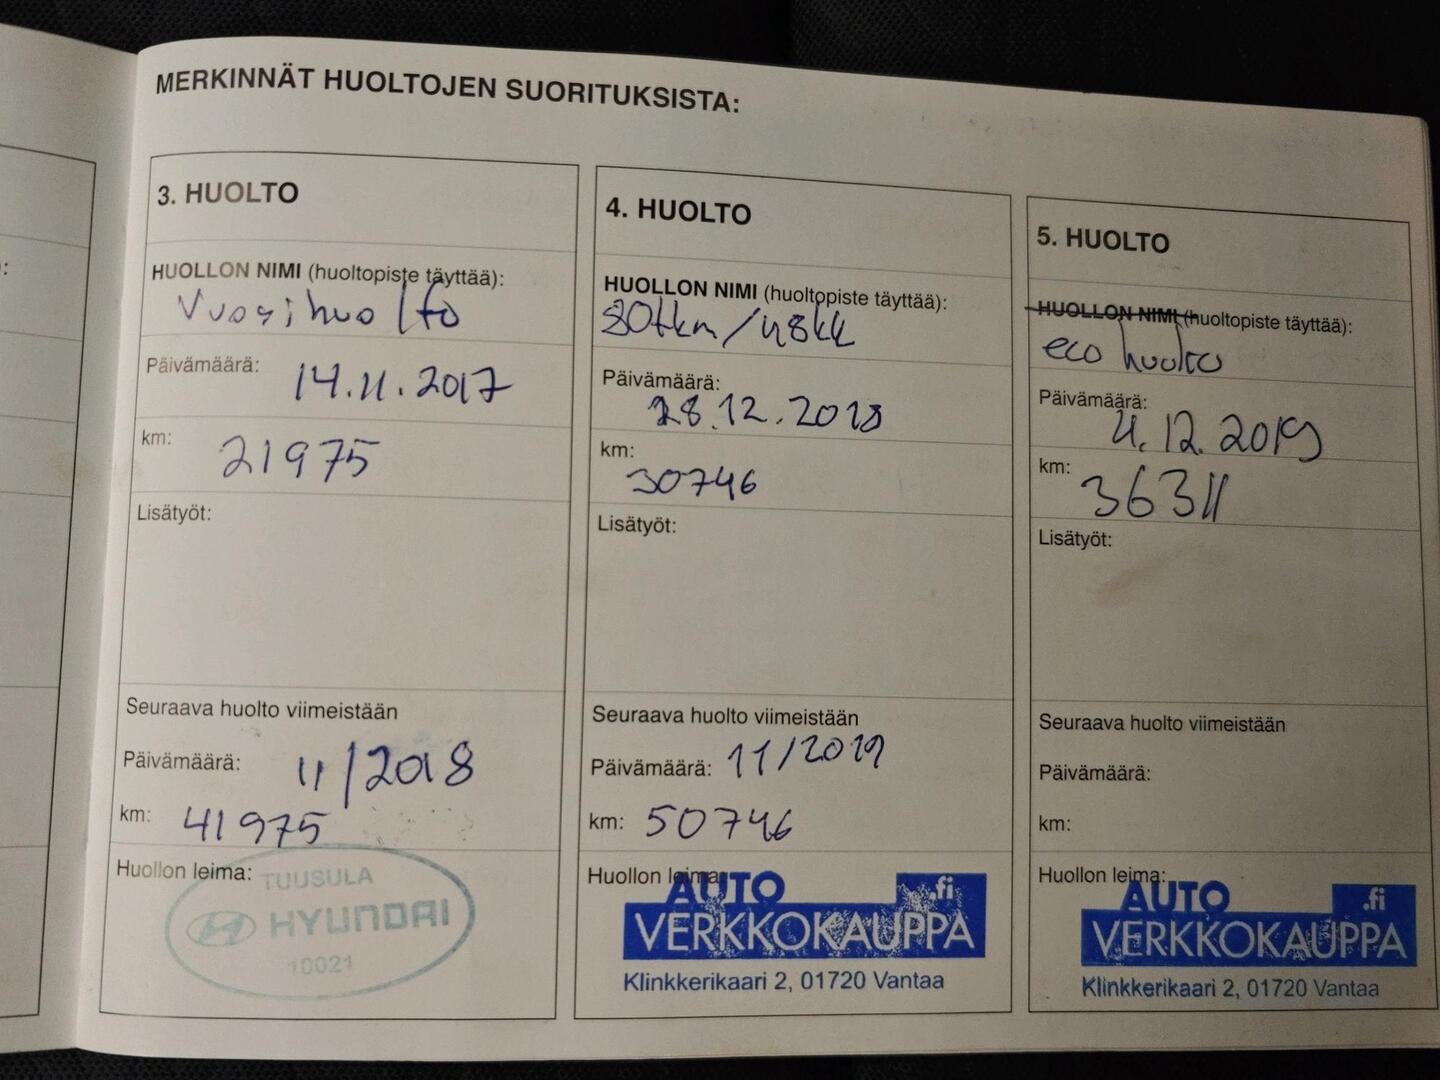 MERKINNÄT HUOLTOJEN SUORITUKSISTA:
3. HUOLTO
HUOLLON NIMI (huoltopiste täyttää):
Vuosihuolto
Päivämäärä:
14.11.2017
km:
21975
Lisätyöt:
Seuraava huolto viimeistään
Päivämäärä:
11/2018
km:
41975
Huollon leima:
TUUSULA
HYUNDAI
10021
4. HUOLTO
HUOLLON NIMI (huoltopiste täyttää):
80tkm/48kk
Päivämäärä:
28.12.2018
km:
30746
Lisätyöt:
Seuraava huolto viimeistään
Päivämäärä:
11/2019
km:
50746
Huollon leima:
AUTO
.fi
VERKKOKAUPPA
Klinkkerikaari 2, 01720 Vantaa
5. HUOLTO
HUOLLON NIMI (huoltopiste täyttää):
eco huolto
Päivämäärä:
4.12.2019
km:
36311
Lisätyöt:
Seuraava huolto viimeistään
Päivämäärä:
km:
Huollon leima:
AUTO
.fi
VERKKOKAUPPA
Klinkkerikaari 2, 01720 Vantaa